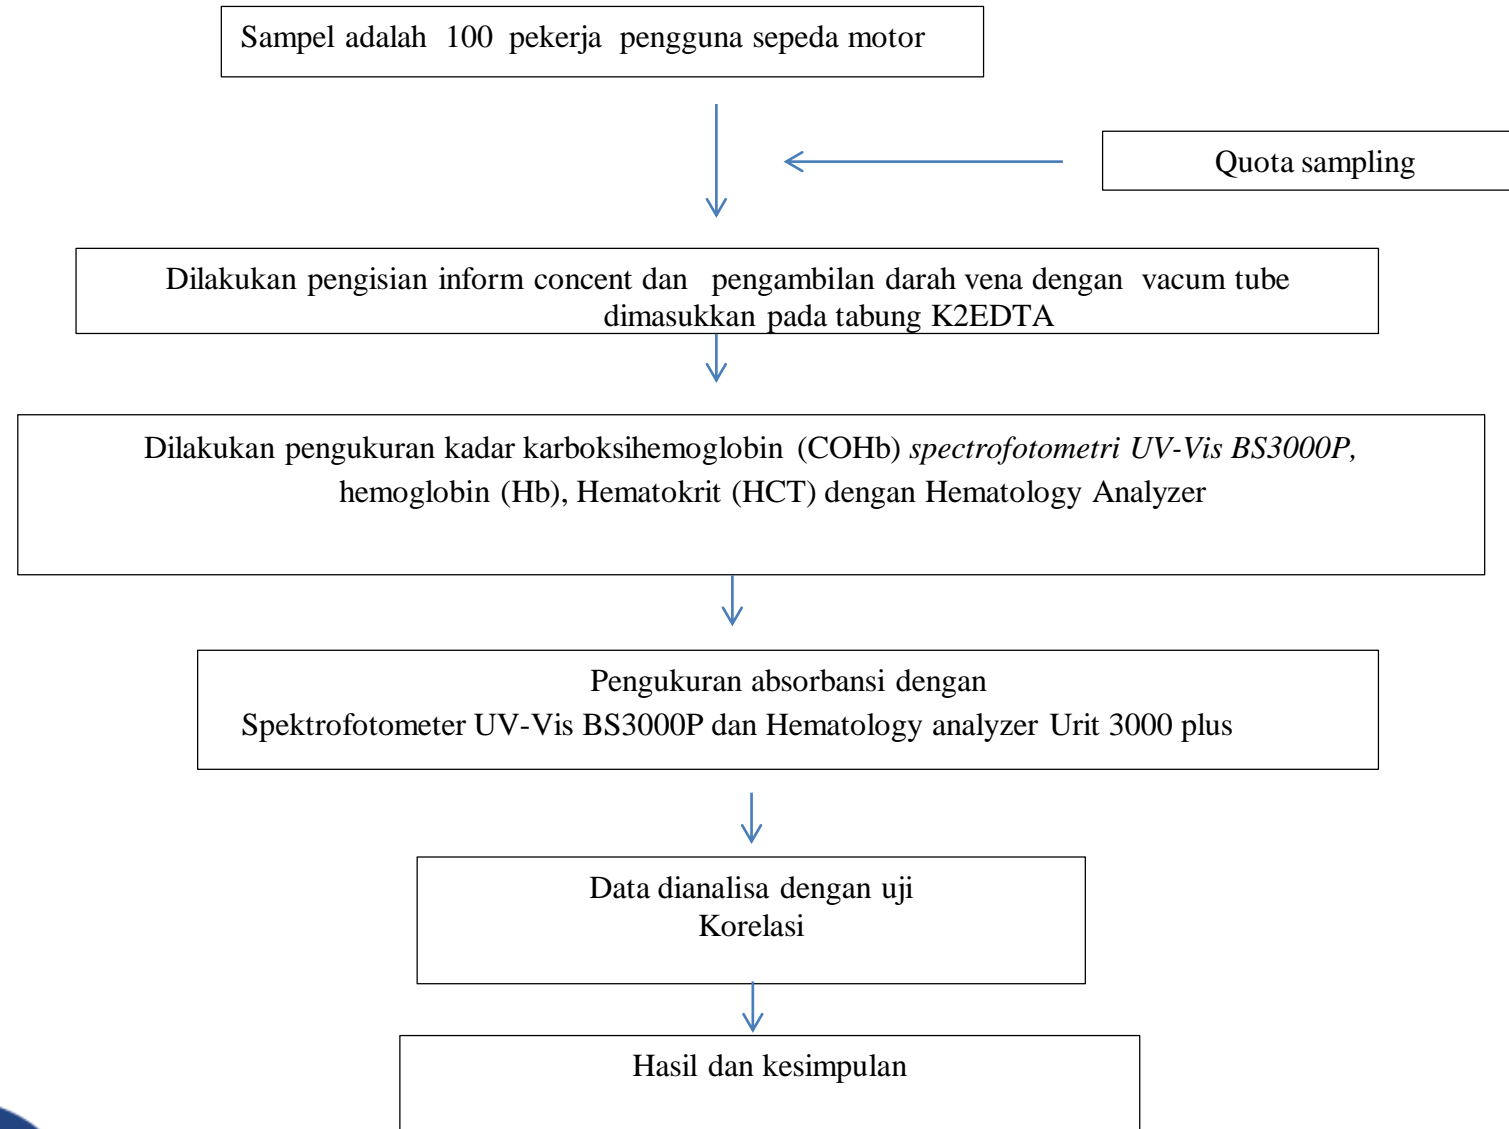 Sampel adalah 100 pekerja pengguna sepeda motor
Quota sampling
Dilakukan pengisian inform concent dan pengambilan darah vena dengan vacum tube
dimasukkan pada tabung K2EDTA
Dilakukan pengukuran kadar karboksihemoglobin (COHb) spectrofotometri UV-Vis BS3000P,
hemoglobin (Hb), Hematokrit (HCT) dengan Hematology Analyzer
Pengukuran absorbansi dengan
Spektrofotometer UV-Vis BS3000P dan Hematology analyzer Urit 3000 plus
Data dianalisa dengan uji
Korelasi
Hasil dan kesimpulan